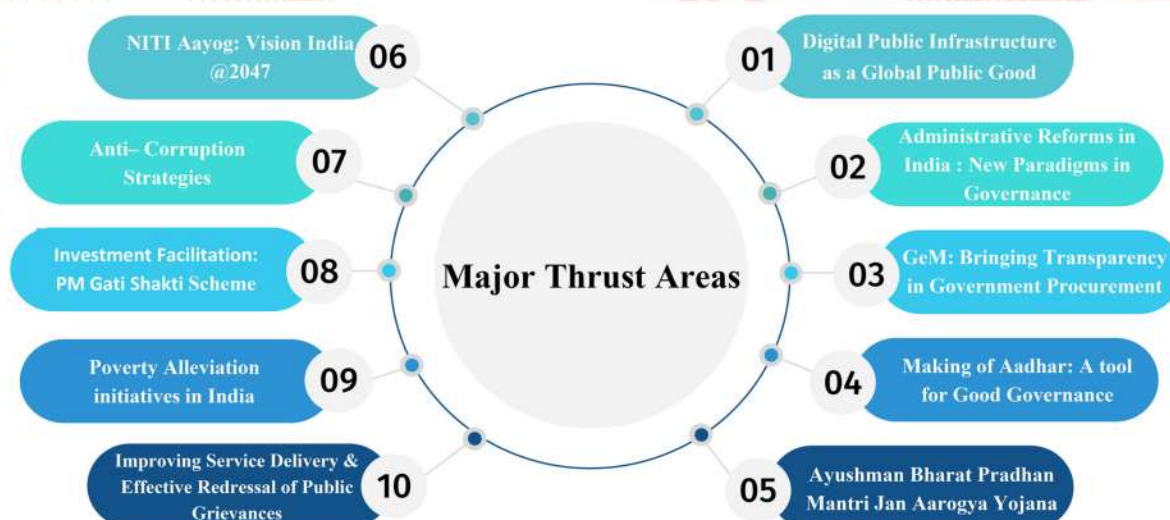 Major Thrust Areas
01
Digital Public Infrastructure
as a Global Public Good
02
Administrative Reforms in
India : New Paradigms in
Governance
03
GeM: Bringing Transparency
in Government Procurement
04
Making of Aadhar: A tool
for Good Governance
05
Ayushman Bharat Pradhan
Mantri Jan Aarogya Yojana
06
NITI Aayog: Vision India
@2047
07
Anti– Corruption
Strategies
08
Investment Facilitation:
PM Gati Shakti Scheme
09
Poverty Alleviation
initiatives in India
10
Improving Service Delivery &
Effective Redressal of Public
Grievances